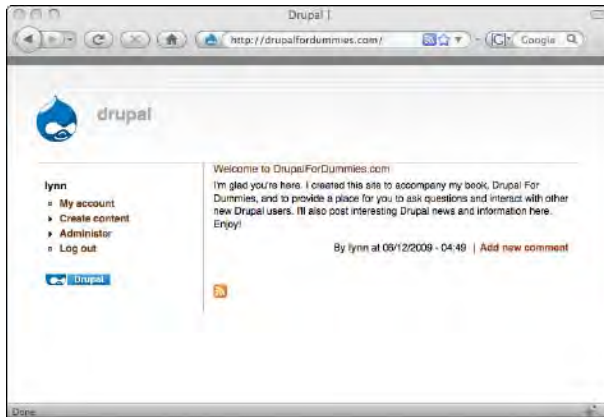 Drupal |
http://drupalfordummies.com/
Google
drupal
lynn
My account
Create content
Administer
Log out
Drupal
Welcome to DrupalForDummies.com
I'm glad you're here. I created this site to accompany my book, Drupal For
Dummies, and to provide a place for you to ask questions and interact with other
new Drupal users. I'll also post interesting Drupal news and information here.
Enjoy!
By lynn at 08/12/2009 - 04:49 | Add new comment
Done